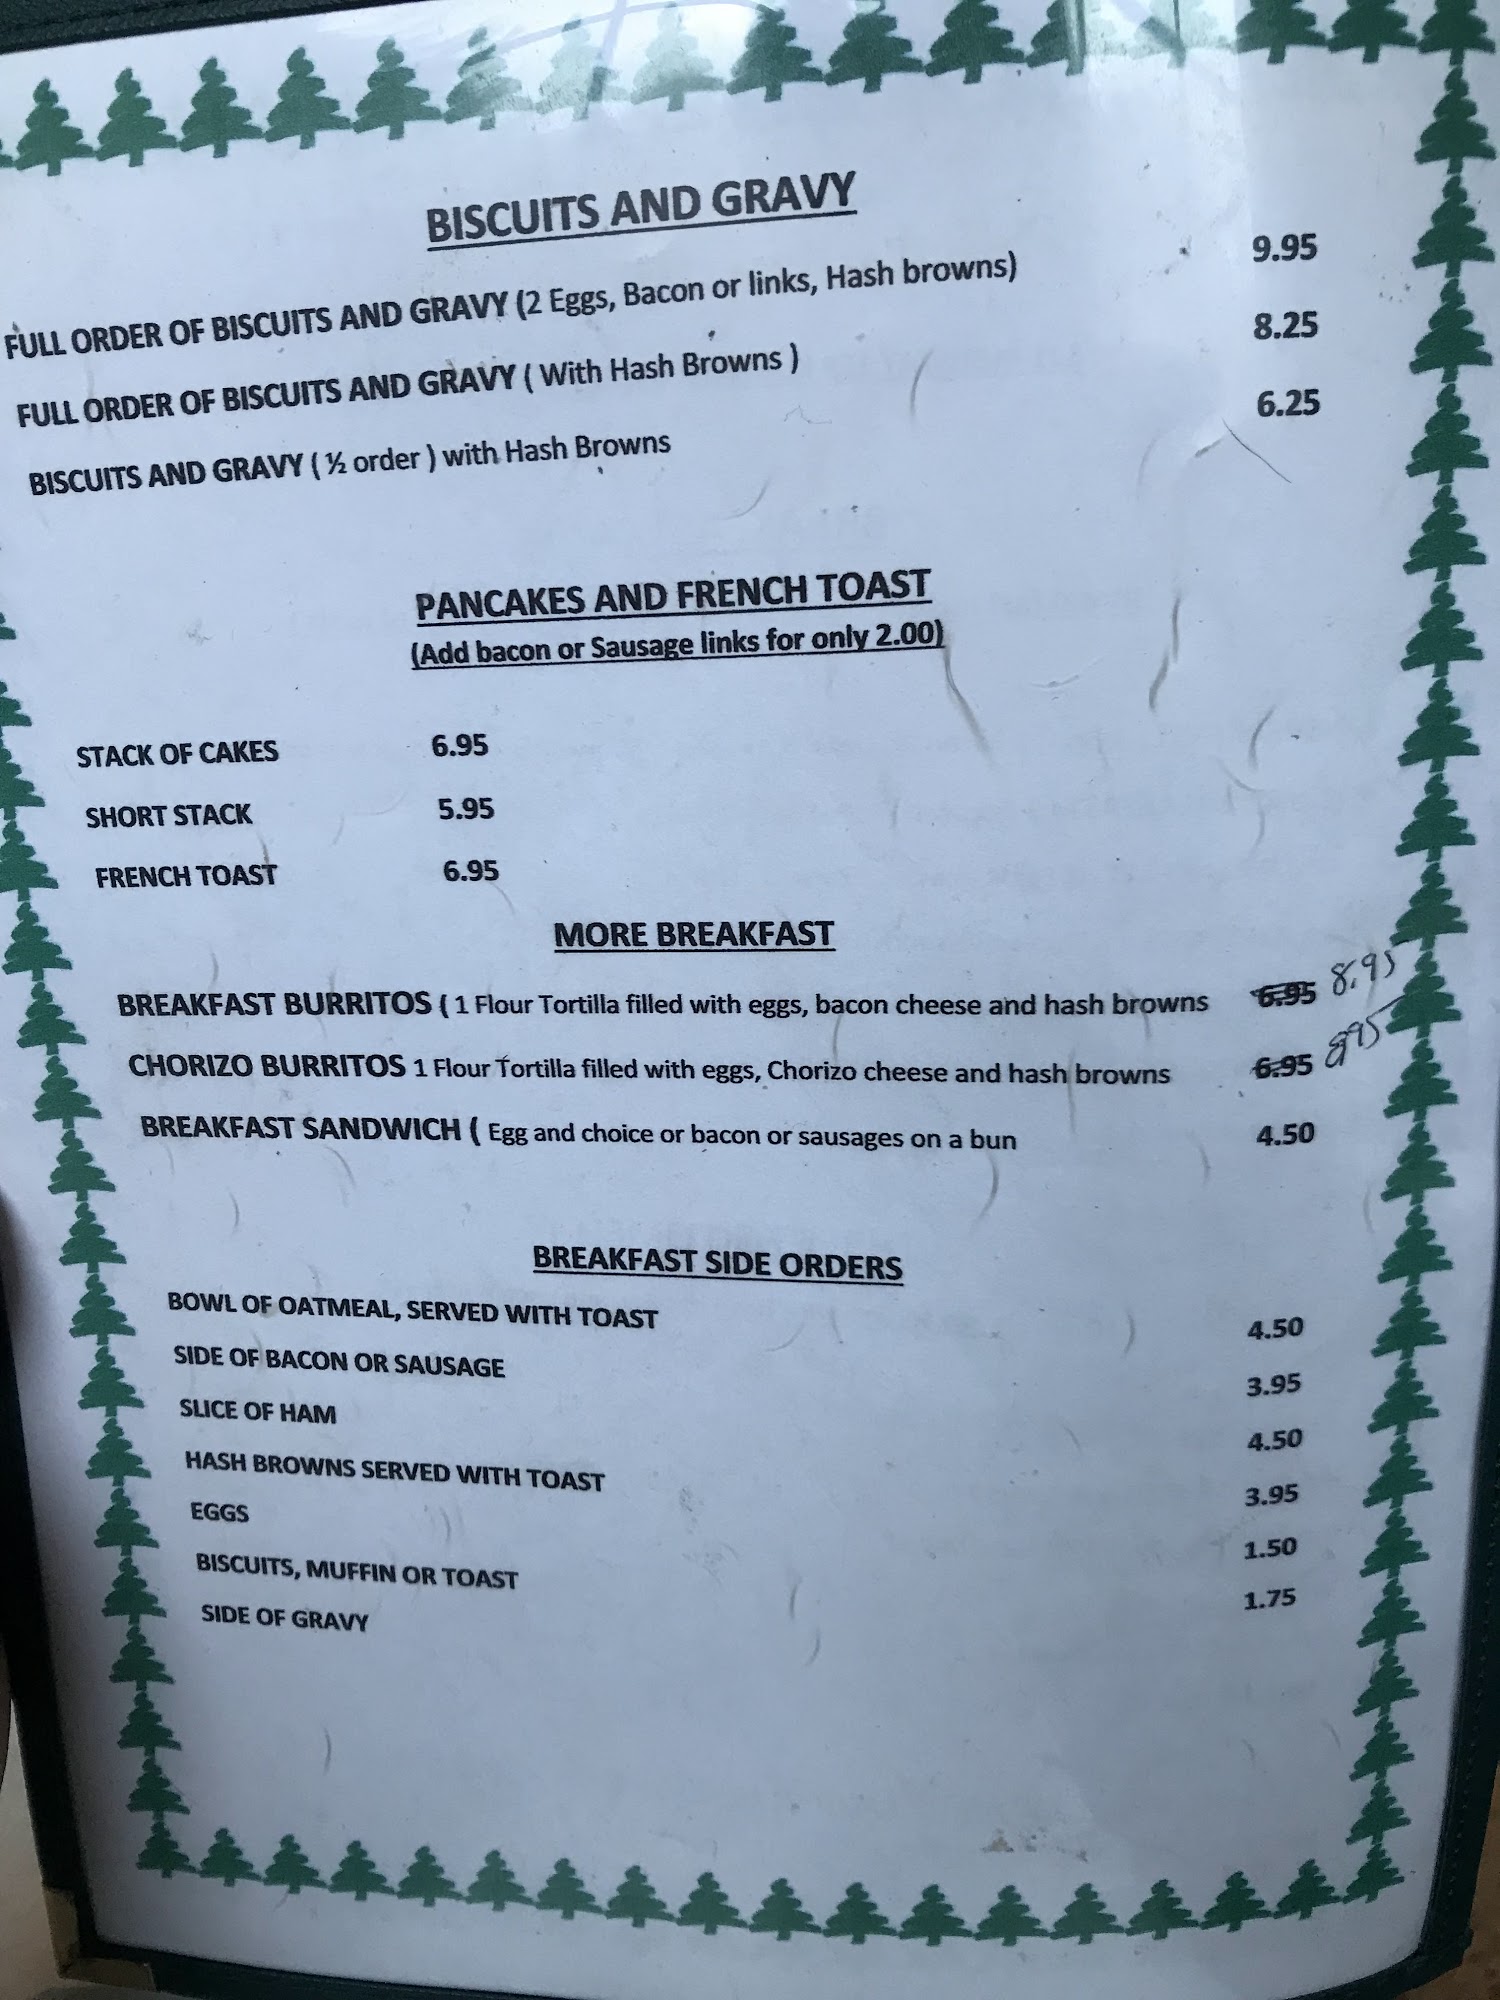 BISCUITS AND GRAVY
FULL ORDER OF BISCUITS AND GRAVY (2 Eggs, Bacon or links, Hash browns) 9.95
FULL ORDER OF BISCUITS AND GRAVY ( With Hash Browns ) 8.25
BISCUITS AND GRAVY ( ½ order ) with Hash Browns 6.25
PANCAKES AND FRENCH TOAST
(Add bacon or Sausage links for only 2.00)
STACK OF CAKES 6.95
SHORT STACK 5.95
FRENCH TOAST 6.95
MORE BREAKFAST
BREAKFAST BURRITOS ( 1 Flour Tortilla filled with eggs, bacon cheese and hash browns 6.95 8.95
CHORIZO BURRITOS 1 Flour Tortilla filled with eggs, Chorizo cheese and hash browns 6.95 8.95
BREAKFAST SANDWICH ( Egg and choice or bacon or sausages on a bun 4.50
BREAKFAST SIDE ORDERS
BOWL OF OATMEAL, SERVED WITH TOAST 4.50
SIDE OF BACON OR SAUSAGE 3.95
SLICE OF HAM 4.50
HASH BROWNS SERVED WITH TOAST 3.95
EGGS 1.50
BISCUITS, MUFFIN OR TOAST 1.75
SIDE OF GRAVY